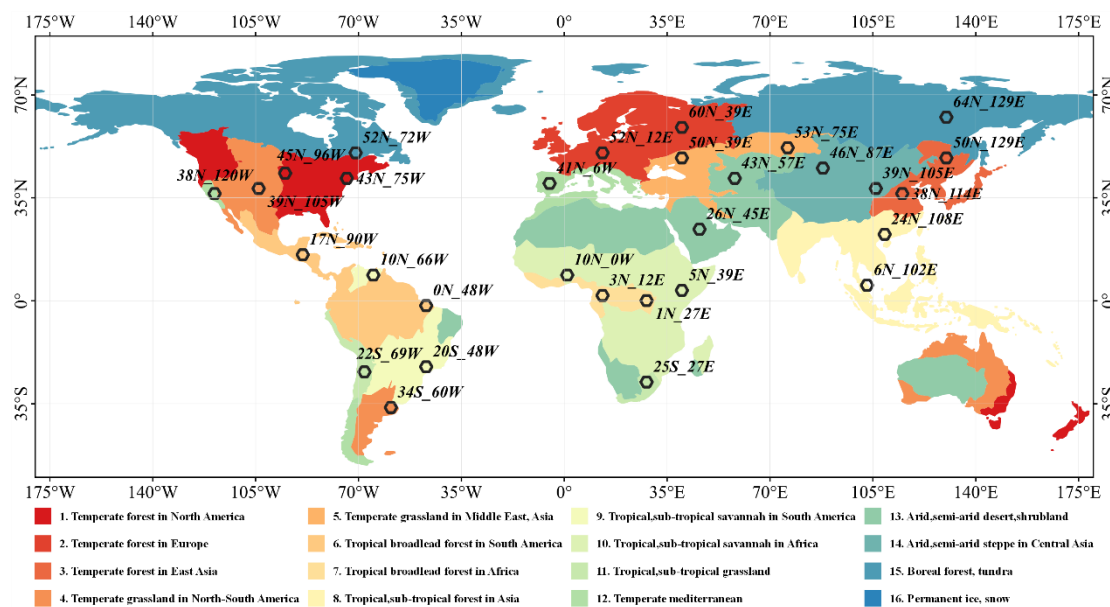 175°W 140°W 105°W 70°W 35°W 0° 35°E 70°E 105°E 140°E 175°E
70°N 70°N
64N_129E
60N_39E
52N_72W 52N_12E 53N_75E 50N_129E
45N_96W 50N_39E 46N_87E
38N_120W 43N_75W 41N_6W 43N_57E 39N_105E
35°N 39N_105W 38N_114E 35°N
26N_45E 24N_108E
17N_90W
10N_66W 10N_0W 5N_39E 6N_102E
0N_48W 3N_12E
0° 1N_27E 0°
22S_69W 20S_48W
25S_27E
34S_60W
35°S 35°S
175°W 140°W 105°W 70°W 35°W 0° 35°E 70°E 105°E 140°E 175°E
1. Temperate forest in North America
2. Temperate forest in Europe
3. Temperate forest in East Asia
4. Temperate grassland in North-South America
5. Temperate grassland in Middle East, Asia
6. Tropical broadlead forest in South America
7. Tropical broadlead forest in Africa
8. Tropical,sub-tropical forest in Asia
9. Tropical,sub-tropical savannah in South America
10. Tropical,sub-tropical savannah in Africa
11. Tropical,sub-tropical grassland
12. Temperate mediterranean
13. Arid,semi-arid desert,shrubland
14. Arid,semi-arid steppe in Central Asia
15. Boreal forest, tundra
16. Permanent ice, snow